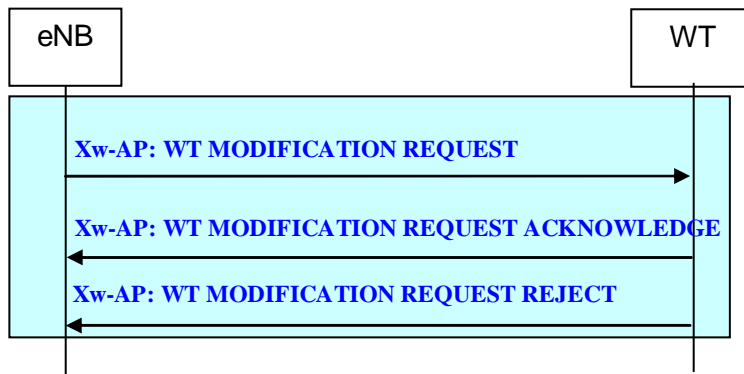 eNB
WT
Xw-AP: WT MODIFICATION REQUEST
Xw-AP: WT MODIFICATION REQUEST ACKNOWLEDGE
Xw-AP: WT MODIFICATION REQUEST REJECT